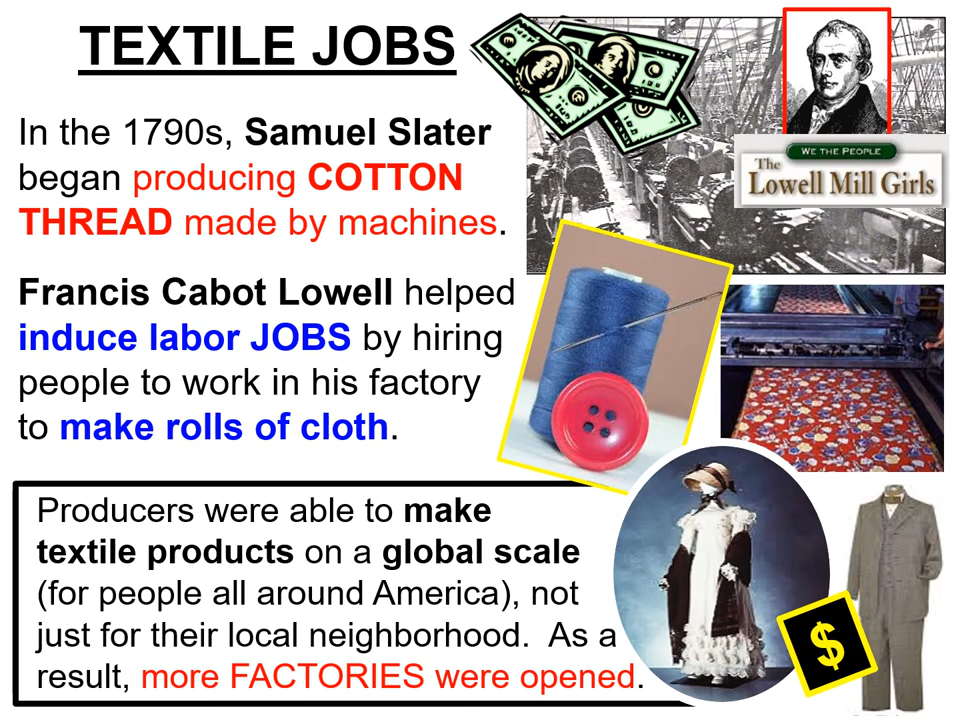 TEXTILE JOBS
In the 1790s, Samuel Slater
began producing COTTON
THREAD made by machines.
Francis Cabot Lowell helped
induce labor JOBS by hiring
people to work in his factory
to make rolls of cloth.
WE THE PEOPLE
The
Lowell Mill Girls
Producers were able to make
textile products on a global scale
(for people all around America), not
just for their local neighborhood.  As a
result, more FACTORIES were opened.
$